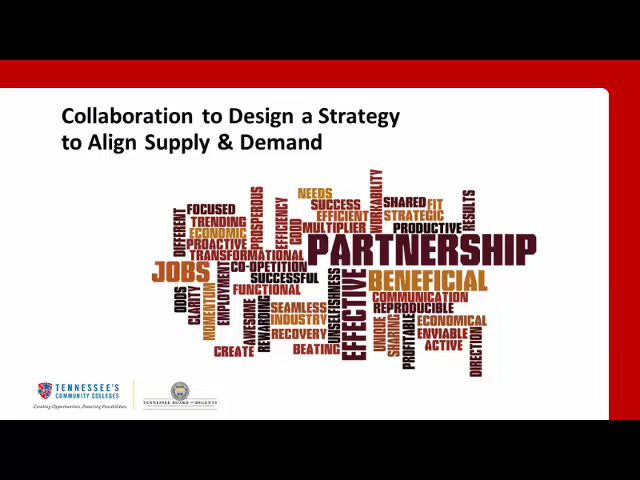 Collaboration to Design a Strategy
to Align Supply & Demand
NEEDS
WORKABILITY
DIFFERENT
FOCUSED
PROSPEROUS
EFFICIENCY
SUCCESS
SHARED
FIT
RESULTS
TRENDING
GOOD
EFFICIENT
STRATEGIC
ECONOMIC
MULTIPLIER
PRODUCTIVE
PROACTIVE
TRANSFORMATIONAL
PARTNERSHIP
JOBS
CO-OPETITION
SUCCESSFUL
BENEFICIAL
ODDS
CLARITY
MOMENTUM
EMPLOYMENT
FUNCTIONAL
UNSELFISHNESS
EFFECTIVE
COMMUNICATION
REPRODUCIBLE
AWESOME
REWARDING
SEAMLESS
INDUSTRY
UNIQUE
SHARING
PROFITABLE
ECONOMICAL
RECOVERY
ENVIABLE
DIRECTION
CREATE
BEATING
ACTIVE
TENNESSEE'S
COMMUNITY COLLEGES
Creating Opportunities. Powering Possibilities.
TENNESSEE BOARD OF REGENTS